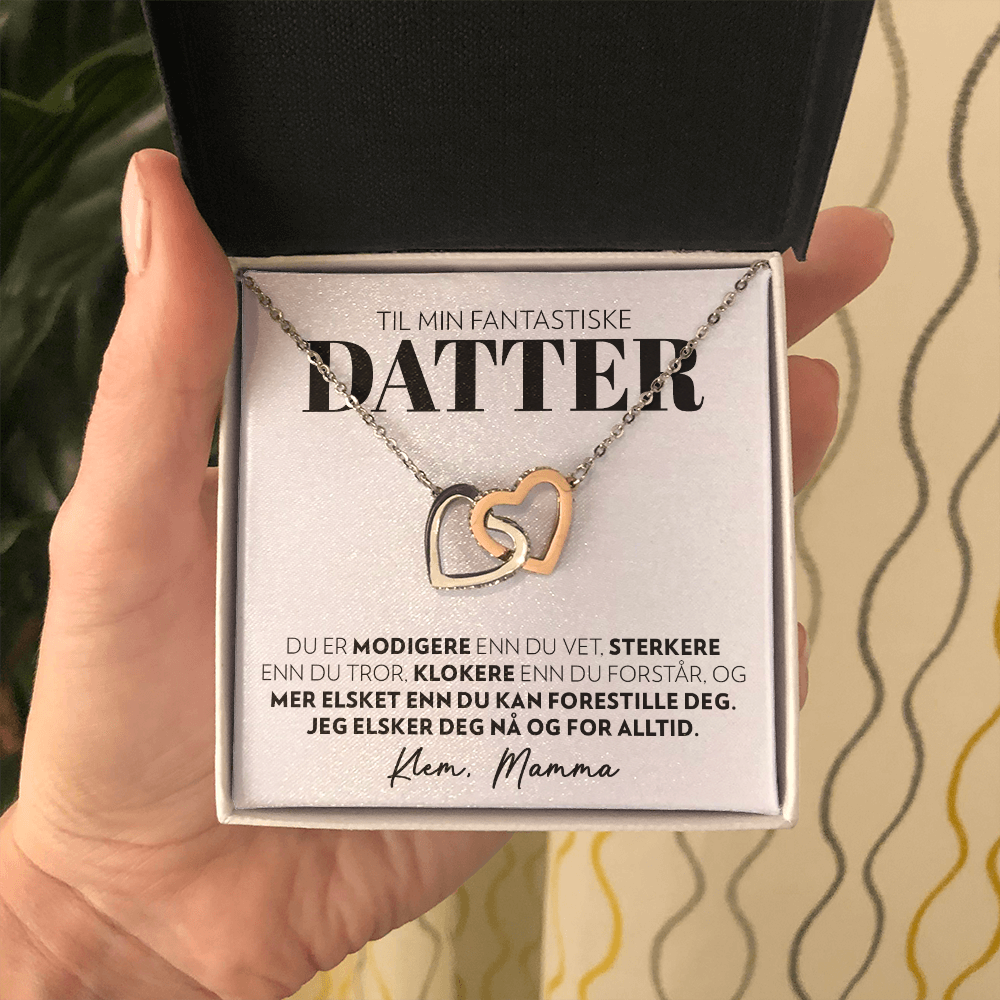 TIL MIN FANTASTISKE
DATTER
DU ER MODIGERE ENN DU VET, STERKERE
ENN DU TROR, KLOKERE ENN DU FORSTÅR, OG
MER ELSKET ENN DU KAN FORESTILLE DEG.
JEG ELSKER DEG NÅ OG FOR ALLTID.
Klem, Mamma